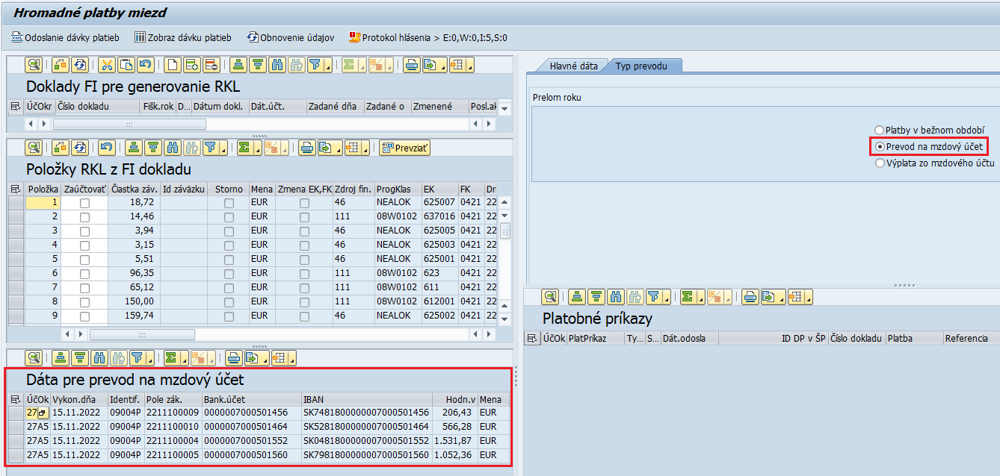 Hromadné platby miezd
Odoslanie dávky platieb Zobraz dávku platieb Obnovenie údajov Protokol hlásenia > E:0,W:0,I:5,S:0
Doklady FI pre generovanie RKL
ÚčOkr Číslo dokladu Fišk.rok D... Dátum dokl. Dát.účt. Zadané dňa Zadané o Zmenené Posl.ak
Prevziať
Položky RKL z FI dokladu
Položka Zaúčtovať Čiastka záv. Id záväzku Storno Mena Zmena EK,FK Zdroj fin. ProgKlas EK FK Dr
1 18,72 EUR 46 NEALOK 625007 0421 22
2 14,46 EUR 111 08W0102 637016 0421 22
3 3,94 EUR 46 NEALOK 625005 0421 22
4 3,15 EUR 46 NEALOK 625003 0421 22
5 5,51 EUR 46 NEALOK 625001 0421 22
6 96,35 EUR 111 08W0102 623 0421 22
7 65,12 EUR 111 08W0102 611 0421 22
8 150,00 EUR 111 08W0102 612001 0421 22
9 159,74 EUR 46 NEALOK 625002 0421 22
Dáta pre prevod na mzdový účet
ÚčOk Vykon.dňa Identif. Pole zák. Bank.účet IBAN Hodn.v Mena
27 15.11.2022 09004P 2211100009 0000007000501456 SK7481800000007000501456 206,43 EUR
27A5 15.11.2022 09004P 2211100010 0000007000501464 SK5281800000007000501464 566,28 EUR
27A5 15.11.2022 09004P 2211100004 0000007000501552 SK0481800000007000501552 1.531,87 EUR
27A5 15.11.2022 09004P 2211100005 0000007000501560 SK7981800000007000501560 1.052,36 EUR
Hlavné dáta Typ prevodu
Prelom roku
Platby v bežnom období
Prevod na mzdový účet
Výplata zo mzdového účtu
Platobné príkazy
ÚčOk PlatPríkaz Ty... S... Dát.odosla ID DP v ŠP Číslo dokladu Platba Referencia